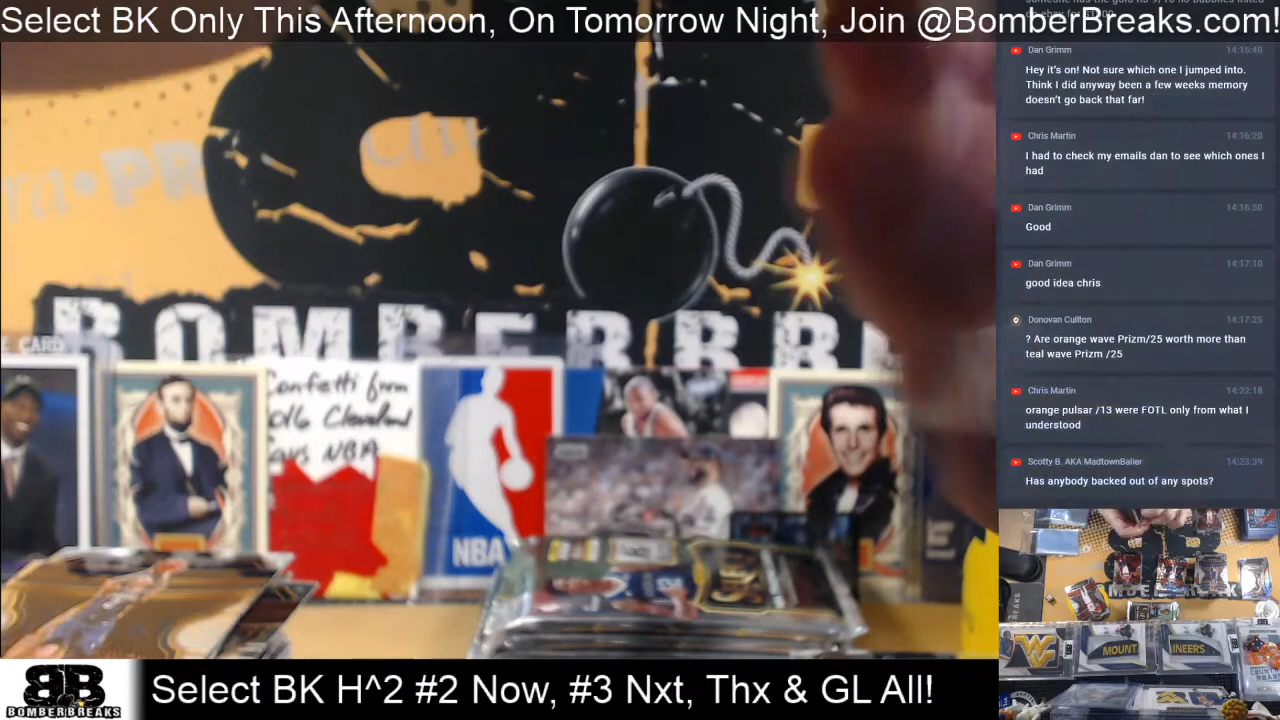 Select BK Only This Afternoon, On Tomorrow Night, Join @BomberBreaks.com!
Dan Grimm 14:15:40
Hey it's on! Not sure which one I jumped into.
Think I did anyway been a few weeks memory
doesn't go back that far!
Chris Martin 14:16:20
I had to check my emails dan to see which ones I
had
Dan Grimm 14:16:50
Good
Dan Grimm 14:17:10
good idea chris
Donovan Cullton 14:17:25
? Are orange wave Prizm/25 worth more than
teal wave Prizm /25
Chris Martin 14:22:18
orange pulsar /13 were FOTL only from what I
understood
Scotty B. AKA MadtownBaller 14:23:39
Has anybody backed out of any spots?
BOMBERBR
CARD
Confetti from
2016 Cleveland
Cavs NBA
NBA
MOUNT
INEERS
BB
BOMBERBREAKS
Select BK H^2 #2 Now, #3 Nxt, Thx & GL All!